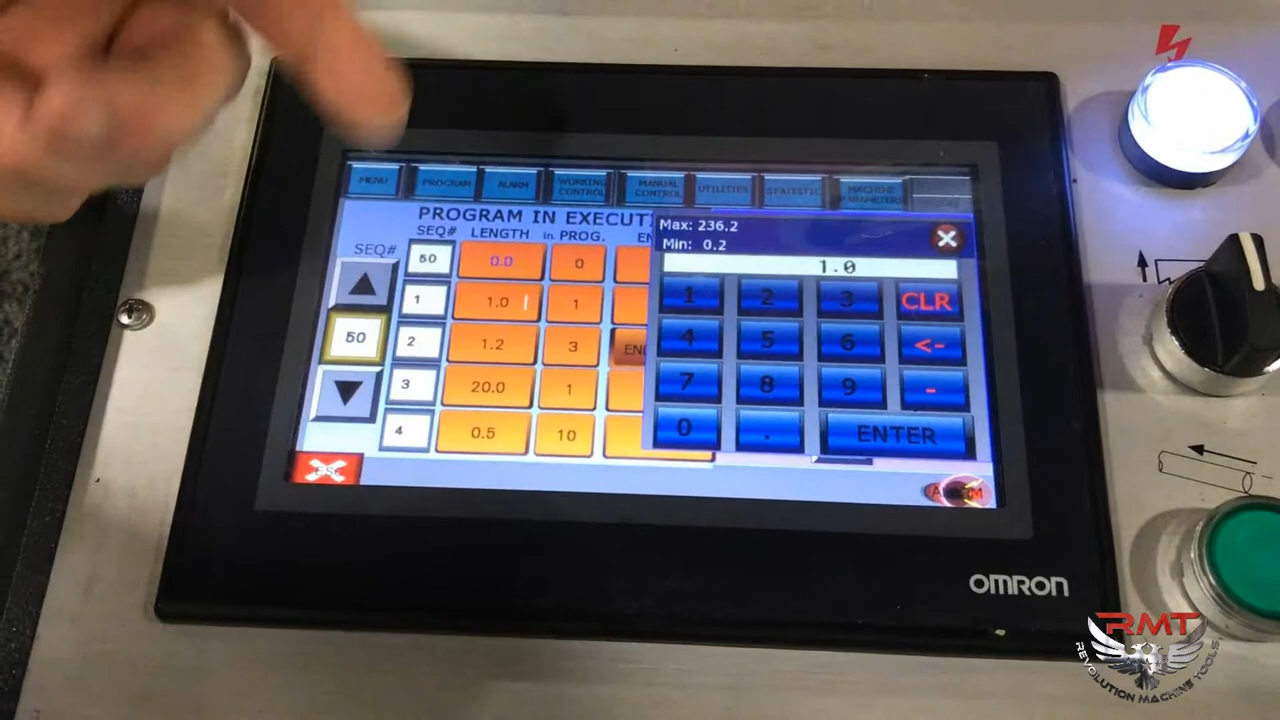 MENU
PROGRAM
ALARM
WORKING CONTROL
MANUAL CONTROL
UTILITIES
STATISTIC
MACHINE PARAMETERS
PROGRAM IN EXECUTI
SEQ# LENGTH in. PROG. EN
SEQ#
50 0.0 0
1 1.0 1
50
2 1.2 3 EN
3 20.0 1
4 0.5 10
Max: 236.2
Min: 0.2
1.0
1 2 3 CLR
4 5 6 <-
7 8 9 -
0 . ENTER
OMRON
RMT
REVOLUTION MACHINE TOOLS